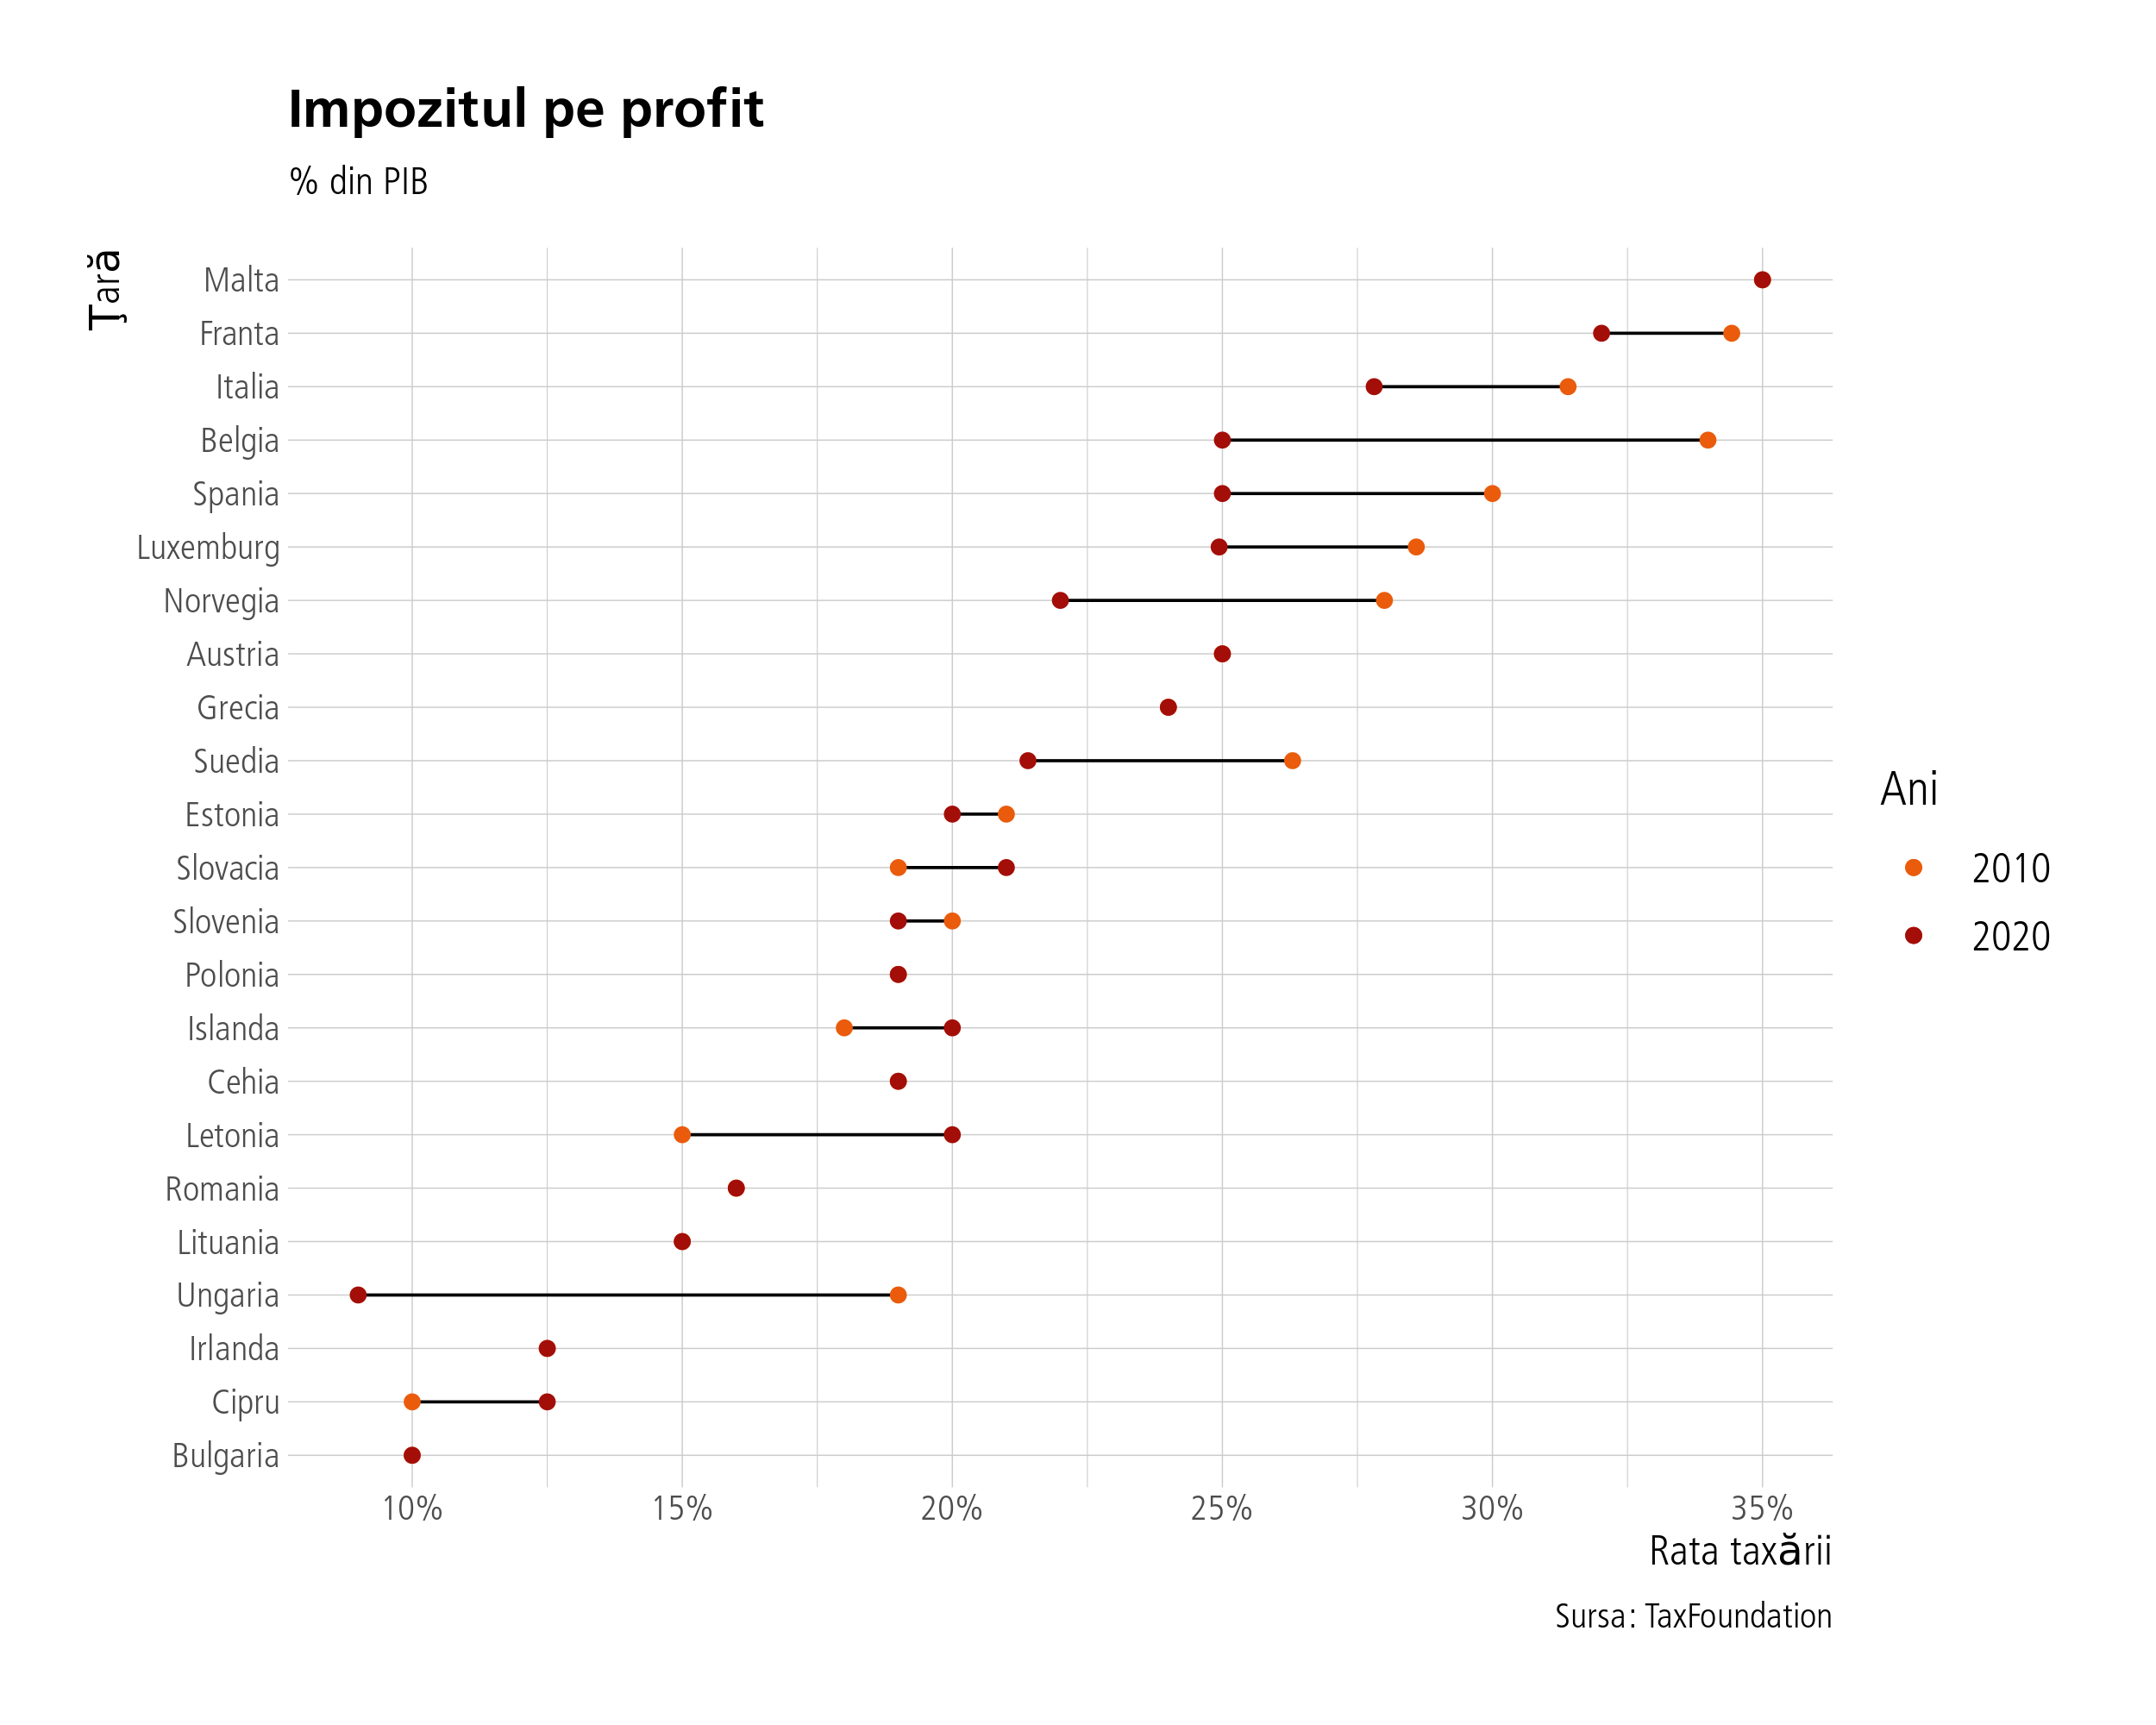 Impozitul pe profit
% din PIB
Ţară
Malta
Franta
Italia
Belgia
Spania
Luxemburg
Norvegia
Austria
Grecia
Suedia
Estonia
Slovacia
Slovenia
Polonia
Islanda
Cehia
Letonia
Romania
Lituania
Ungaria
Irlanda
Cipru
Bulgaria
10% 15% 20% 25% 30% 35%
Rata taxării
Sursa: TaxFoundation
Ani
2010
2020